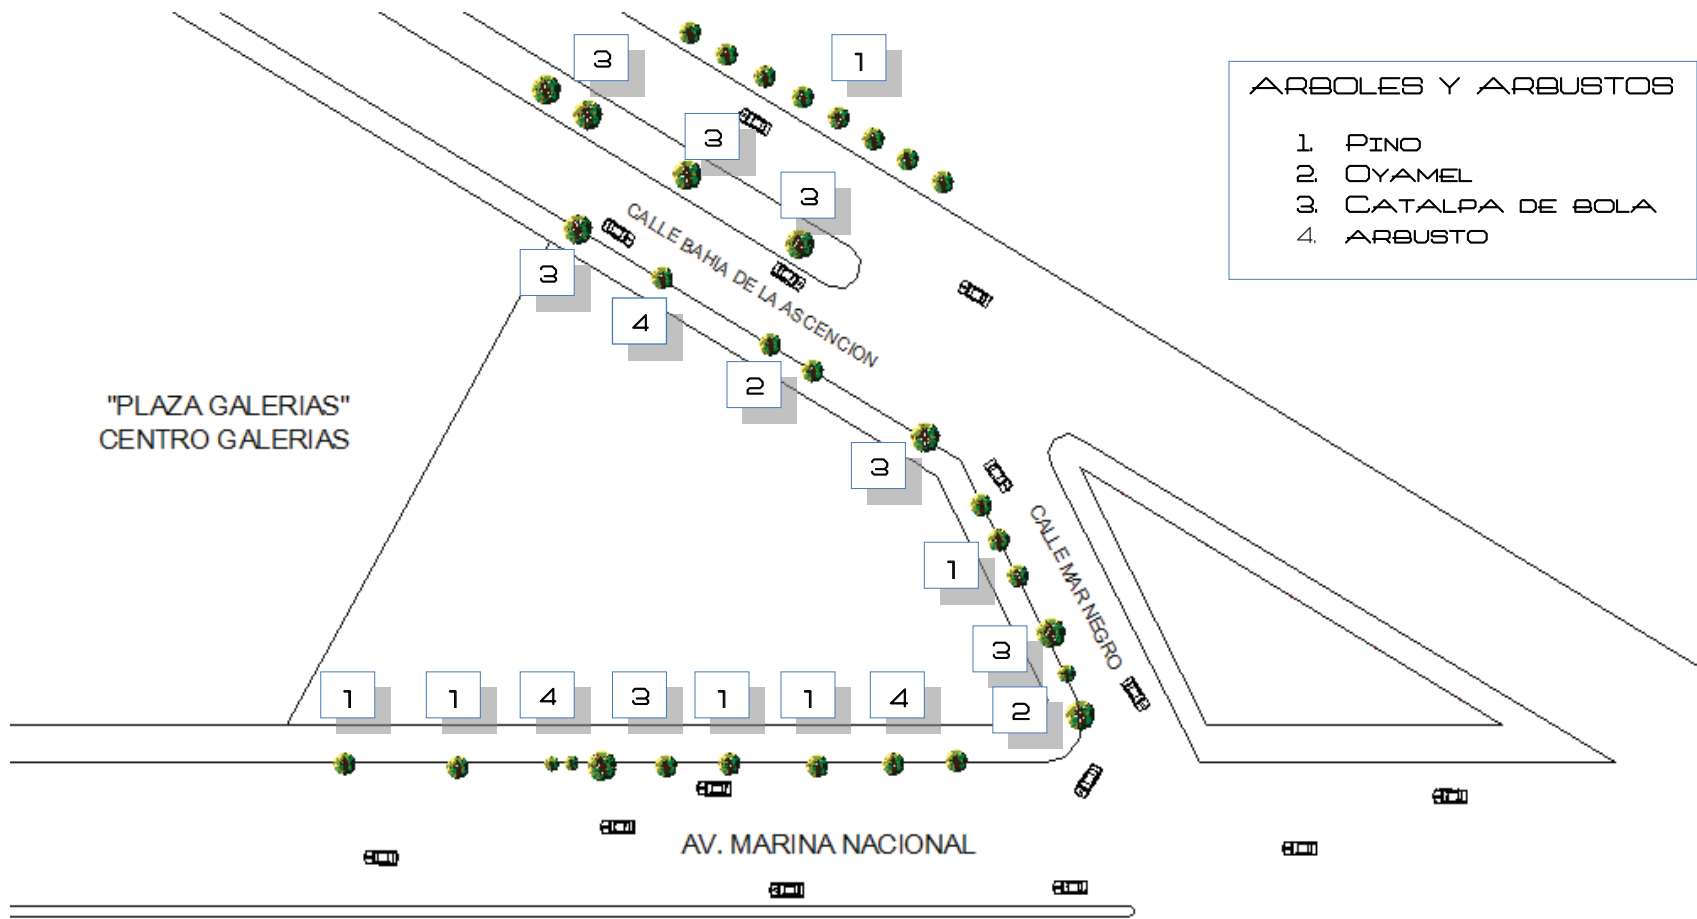 3
1
ARBOLES Y ARBUSTOS
1. PINO
2. OYAMEL
3. CATALPA DE BOLA
4. ARBUSTO
3
3
CALLE BAHIA DE LA ASCENCION
3
4
2
"PLAZA GALERIAS"
CENTRO GALERIAS
3
CALLE MAR NEGRO
1
3
1
1
4
3
1
1
4
2
AV. MARINA NACIONAL